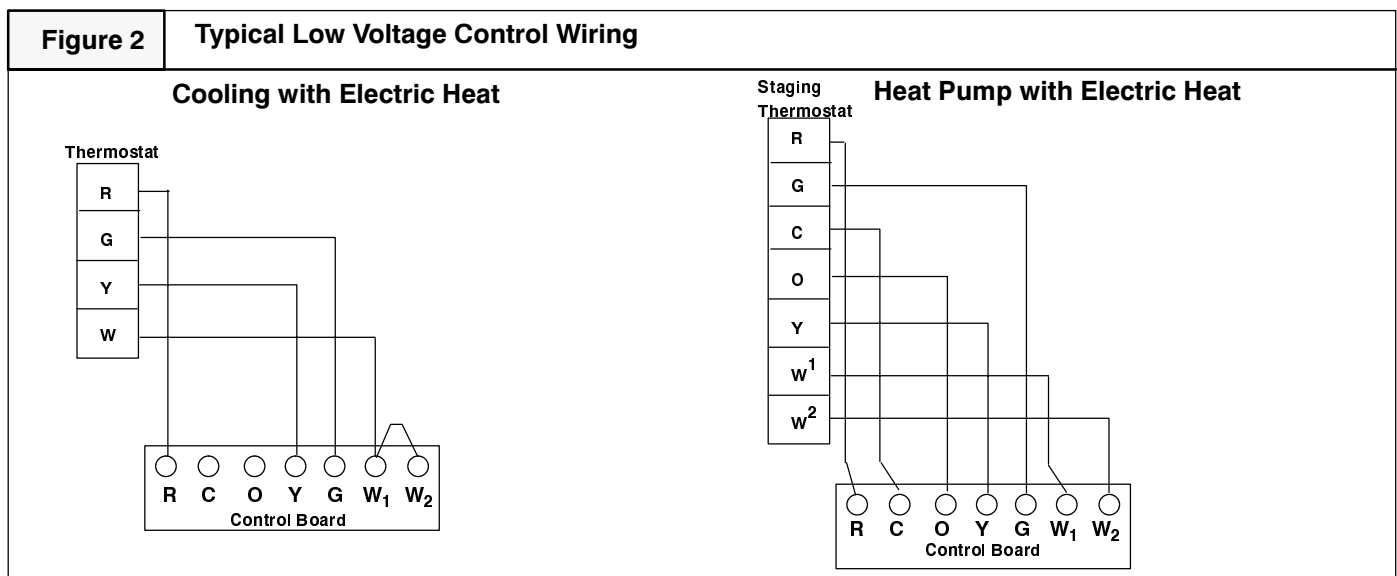 Figure 2
Typical Low Voltage Control Wiring
Cooling with Electric Heat
Thermostat
R
G
Y
W
R C O Y G W1 W2
Control Board
Heat Pump with Electric Heat
Staging
Thermostat
R
G
C
O
Y
W1
W2
R C O Y G W1 W2
Control Board